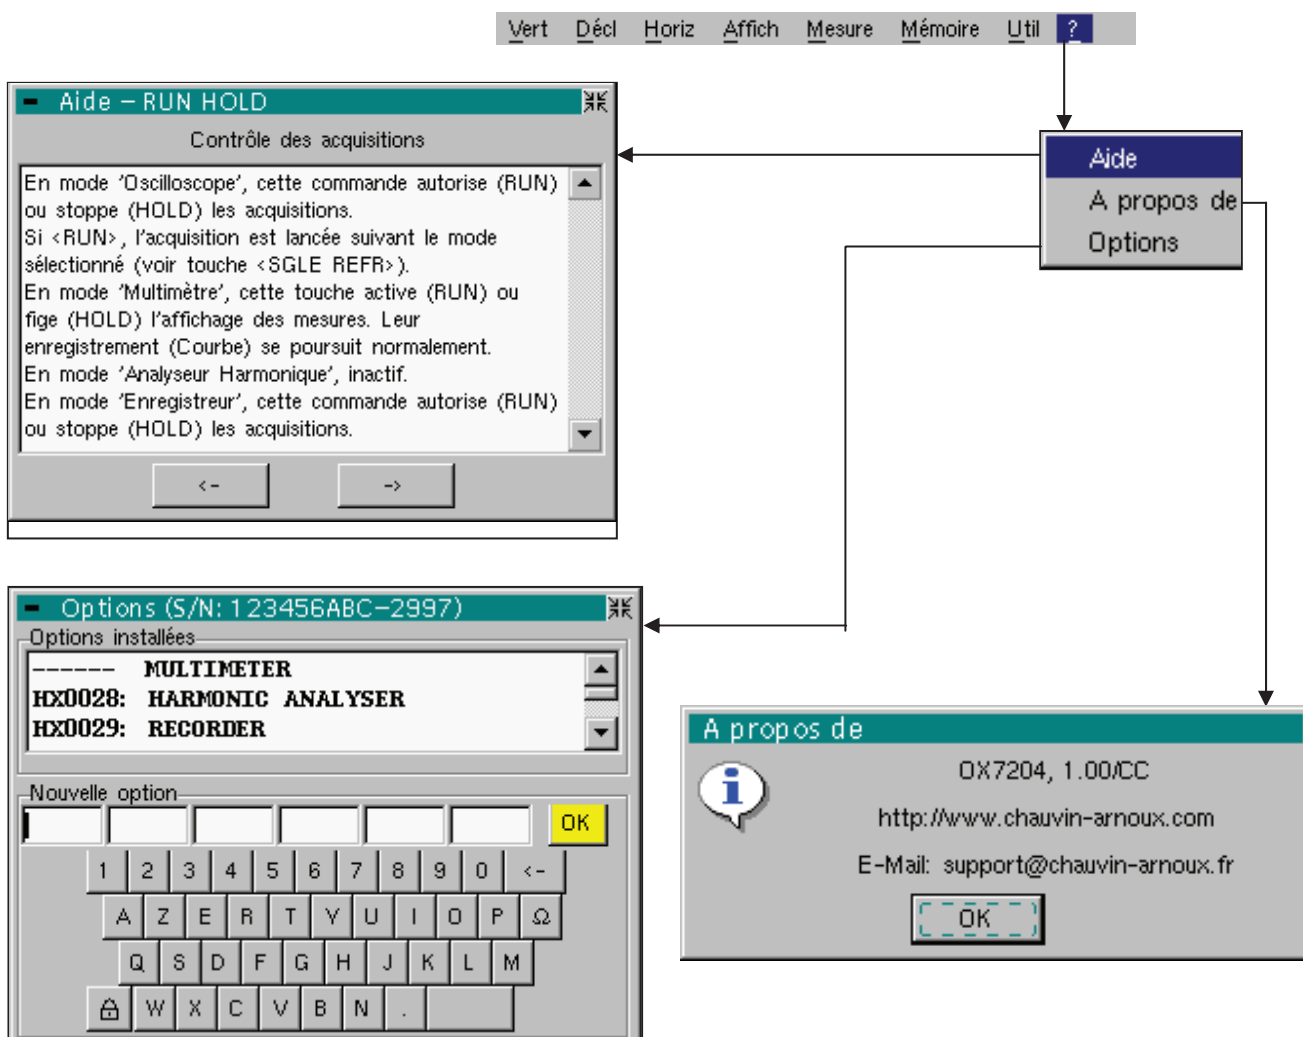 Vert Décl Horiz Affich Mesure Mémoire Util ?
Aide – RUN HOLD
Contrôle des acquisitions
En mode 'Oscilloscope', cette commande autorise (RUN)
ou stoppe (HOLD) les acquisitions.
Si <RUN>, l'acquisition est lancée suivant le mode
sélectionné (voir touche <SGLE REFR>).
En mode 'Multimètre', cette touche active (RUN) ou
fige (HOLD) l'affichage des mesures. Leur
enregistrement (Courbe) se poursuit normalement.
En mode 'Analyseur Harmonique', inactif.
En mode 'Enregistreur', cette commande autorise (RUN)
ou stoppe (HOLD) les acquisitions.
<- ->
Aide
A propos de
Options
Options (S/N: 123456ABC-2997)
Options installées
------ MULTIMETER
HX0028: HARMONIC ANALYSER
HX0029: RECORDER
Nouvelle option
OK
1 2 3 4 5 6 7 8 9 0 <-
A Z E R T Y U I O P Ω
Q S D F G H J K L M
W X C V B N .
A propos de
OX7204, 1.00/CC
http://www.chauvin-arnoux.com
E-Mail: support@chauvin-arnoux.fr
OK